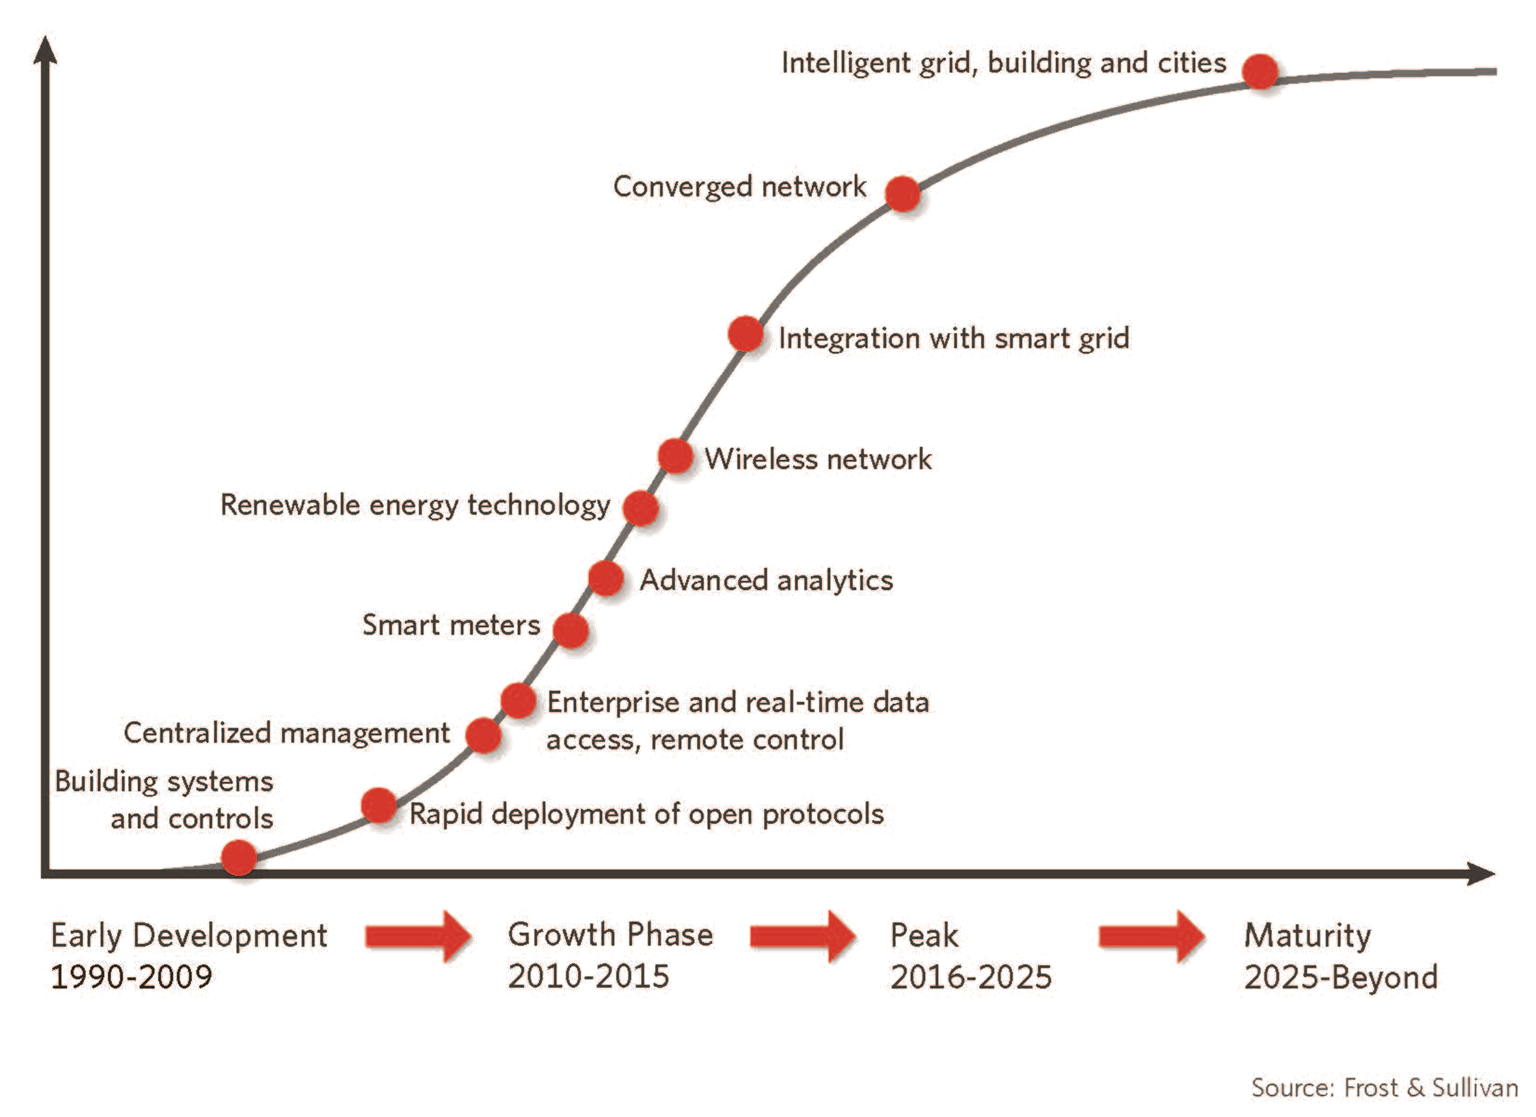 Intelligent grid, building and cities
Converged network
Integration with smart grid
Wireless network
Renewable energy technology
Advanced analytics
Smart meters
Enterprise and real-time data
access, remote control
Centralized management
Building systems
and controls
Rapid deployment of open protocols
Early Development
1990-2009
Growth Phase
2010-2015
Peak
2016-2025
Maturity
2025-Beyond
Source: Frost & Sullivan